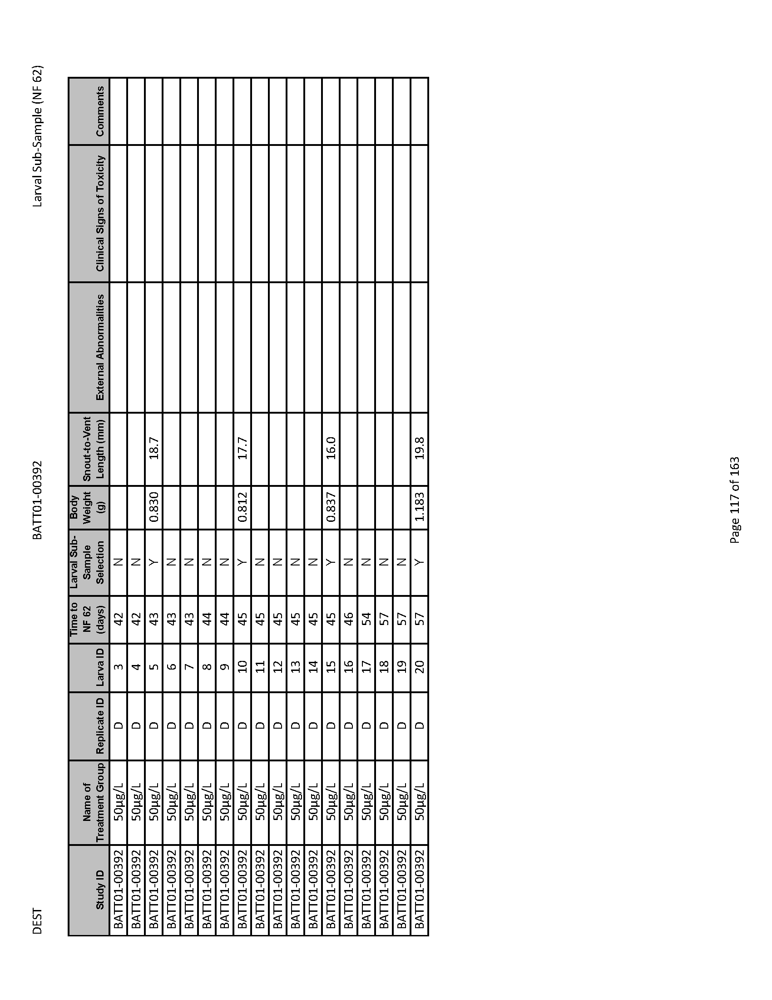 DEST BATT01-00392 Larval Sub-Sample (NF 62)
Study ID Name of Treatment Group Replicate ID Larva ID Time to NF 62 (days) Larval Sub-Sample Selection Body Weight (g) Snout-to-Vent Length (mm) External Abnormalities Clinical Signs of Toxicity Comments
BATT01-00392 50µg/L D 3 42 N
BATT01-00392 50µg/L D 4 42 N
BATT01-00392 50µg/L D 5 43 Y 0.830 18.7
BATT01-00392 50µg/L D 6 43 N
BATT01-00392 50µg/L D 7 43 N
BATT01-00392 50µg/L D 8 44 N
BATT01-00392 50µg/L D 9 44 N
BATT01-00392 50µg/L D 10 45 Y 0.812 17.7
BATT01-00392 50µg/L D 11 45 N
BATT01-00392 50µg/L D 12 45 N
BATT01-00392 50µg/L D 13 45 N
BATT01-00392 50µg/L D 14 45 N
BATT01-00392 50µg/L D 15 45 Y 0.837 16.0
BATT01-00392 50µg/L D 16 46 N
BATT01-00392 50µg/L D 17 54 N
BATT01-00392 50µg/L D 18 57 N
BATT01-00392 50µg/L D 19 57 N
BATT01-00392 50µg/L D 20 57 Y 1.183 19.8
Page 117 of 163